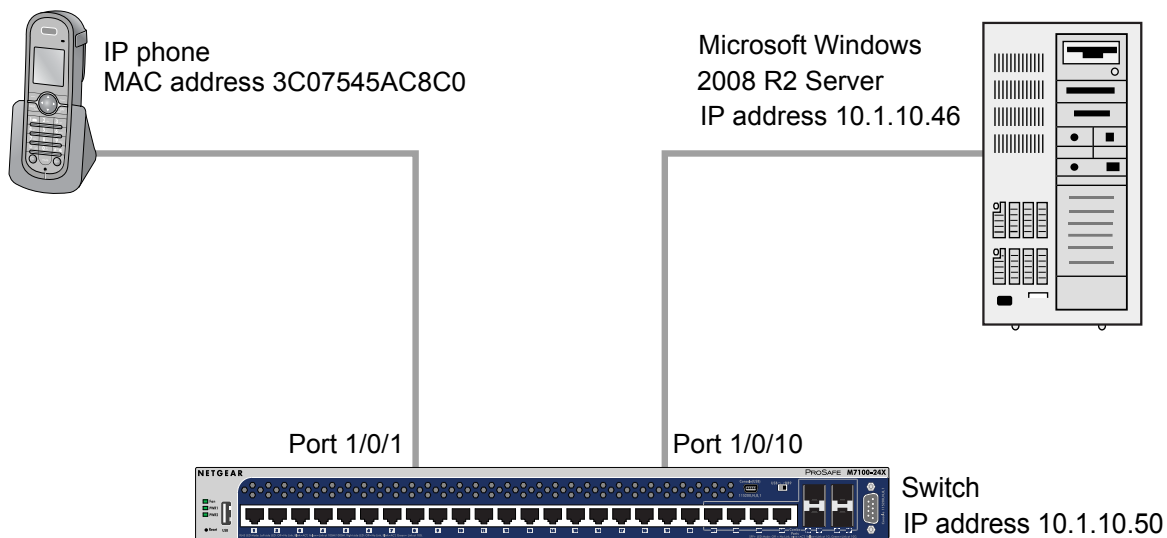 IP phone
MAC address 3C07545AC8C0
Microsoft Windows
2008 R2 Server
IP address 10.1.10.46
Port 1/0/1
Port 1/0/10
NETGEAR
PROSAFE M7100-24X
Switch
IP address 10.1.10.50